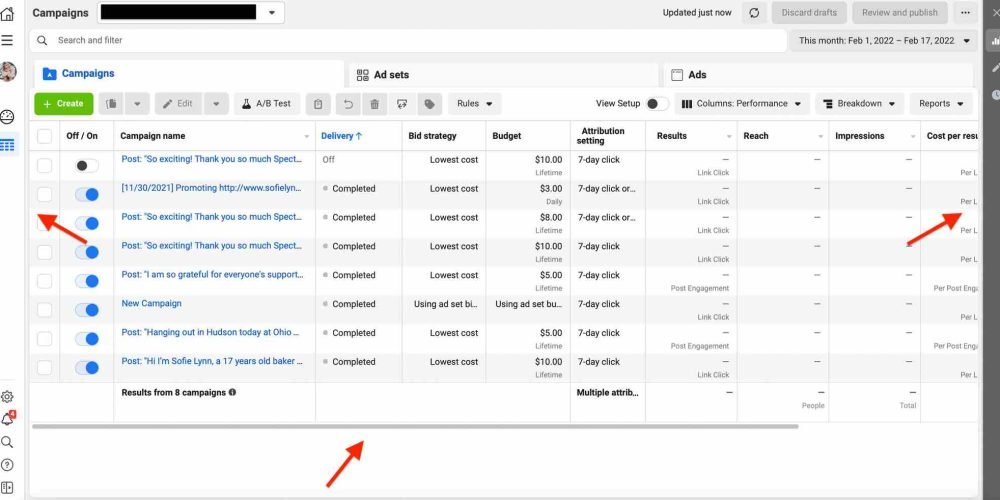 Campaigns
Updated just now
Discard drafts
Review and publish
Search and filter
This month: Feb 1, 2022 – Feb 17, 2022
Campaigns
Ad sets
Ads
+ Create
Edit
A/B Test
Rules
View Setup
Columns: Performance
Breakdown
Reports
Off / On
Campaign name
Delivery ↑
Bid strategy
Budget
Attribution
setting
Results
Reach
Impressions
Cost per resu
Post: "So exciting! Thank you so much Spect...
Off
Lowest cost
$10.00
Lifetime
7-day click
—
Link Click
—
—
Per L
[11/30/2021] Promoting http://www.sofielyn...
Completed
Lowest cost
$3.00
Daily
7-day click or...
—
Link Click
—
—
Per L
Post: "So exciting! Thank you so much Spect...
Completed
Lowest cost
$8.00
Lifetime
7-day click or...
—
Link Click
—
—
Per L
Post: "So exciting! Thank you so much Spect...
Completed
Lowest cost
$10.00
Lifetime
7-day click
—
Link Click
—
—
Per L
Post: "I am so grateful for everyone's support...
Completed
Lowest cost
$5.00
Lifetime
7-day click
—
Post Engagement
—
—
Per Post Enga
New Campaign
Completed
Using ad set bi...
Using ad set bu...
7-day click
—
Link Click
—
—
Per L
Post: "Hanging out in Hudson today at Ohio ...
Completed
Lowest cost
$5.00
Lifetime
7-day click
—
Post Engagement
—
—
Per Post Enga
Post: "Hi I'm Sofie Lynn, a 17 years old baker ...
Completed
Lowest cost
$10.00
Lifetime
7-day click
—
Link Click
—
—
Per L
Results from 8 campaigns
Multiple attrib...
—
—
People
—
Total
4